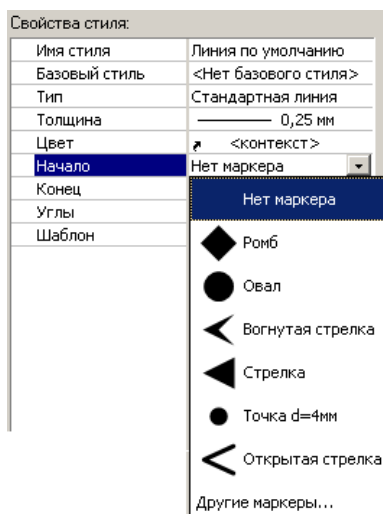 Свойства стиля:
Имя стиля Линия по умолчанию
Базовый стиль <Нет базового стиля>
Тип Стандартная линия
Толщина 0,25 мм
Цвет <контекст>
Начало Нет маркера
Конец
Углы
Шаблон
Нет маркера
Ромб
Овал
Вогнутая стрелка
Стрелка
Точка d=4мм
Открытая стрелка
Другие маркеры...